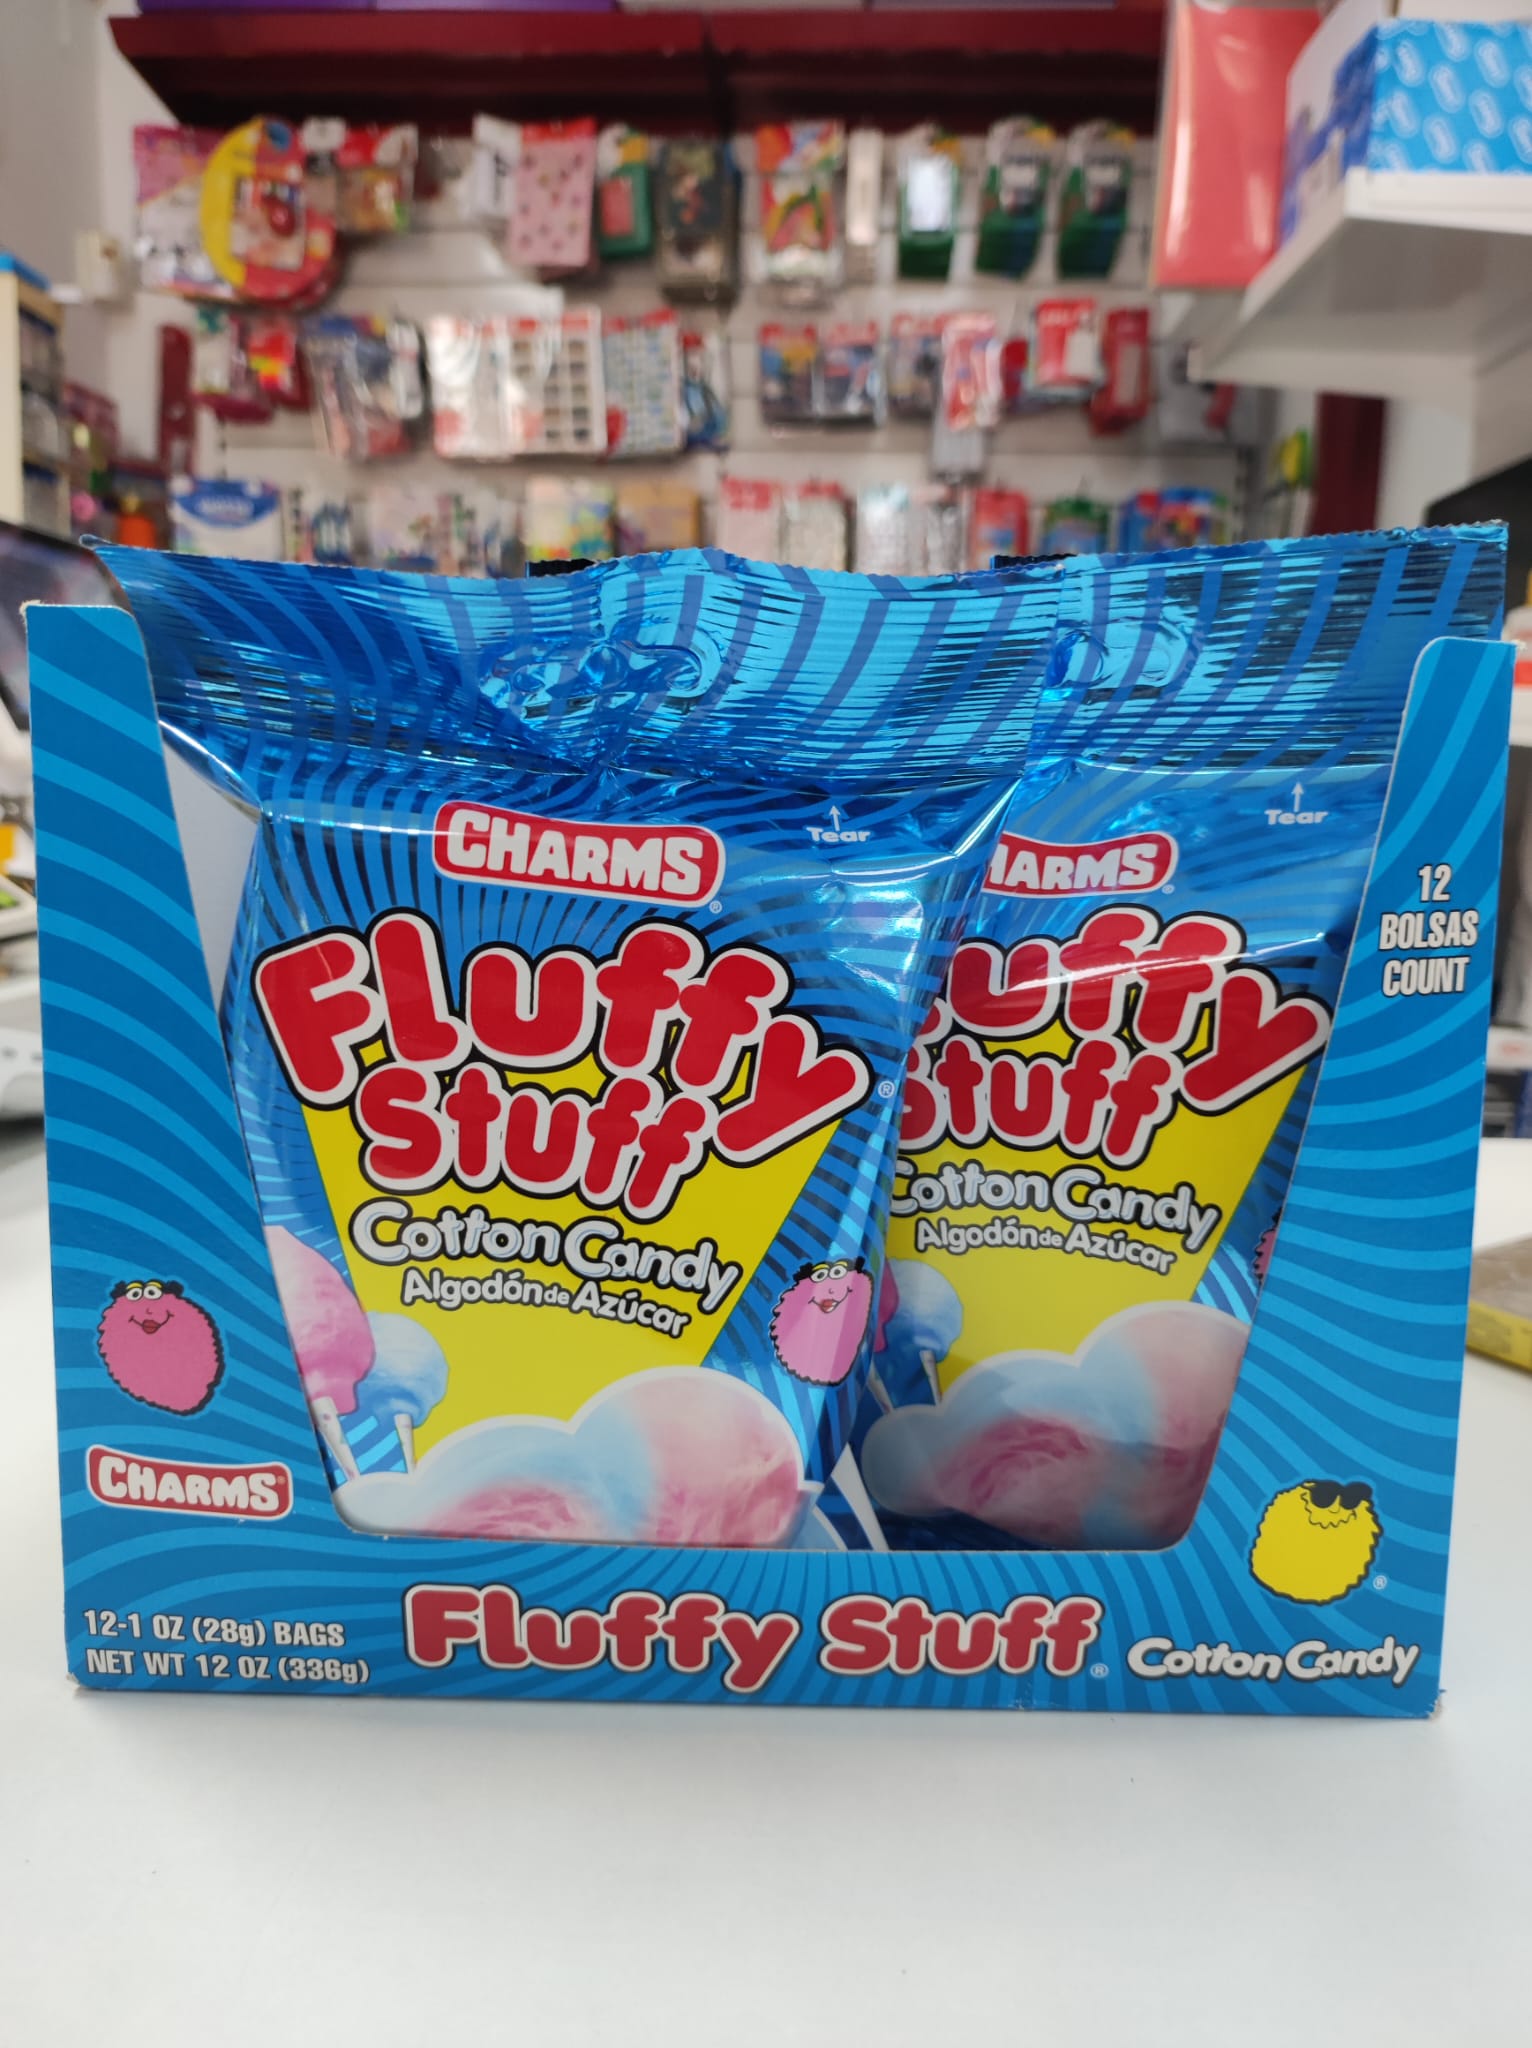 CHARMS®
Tear
Fluffy
Stuff®
Cotton Candy
Algodón de Azúcar
Tear
HARMS®
uffy
Stuff
Cotton Candy
Algodón de Azúcar
12
BOLSAS
COUNT
CHARMS®
®
12-1 OZ (28g) BAGS
NET WT 12 OZ (336g)
Fluffy Stuff® Cotton Candy